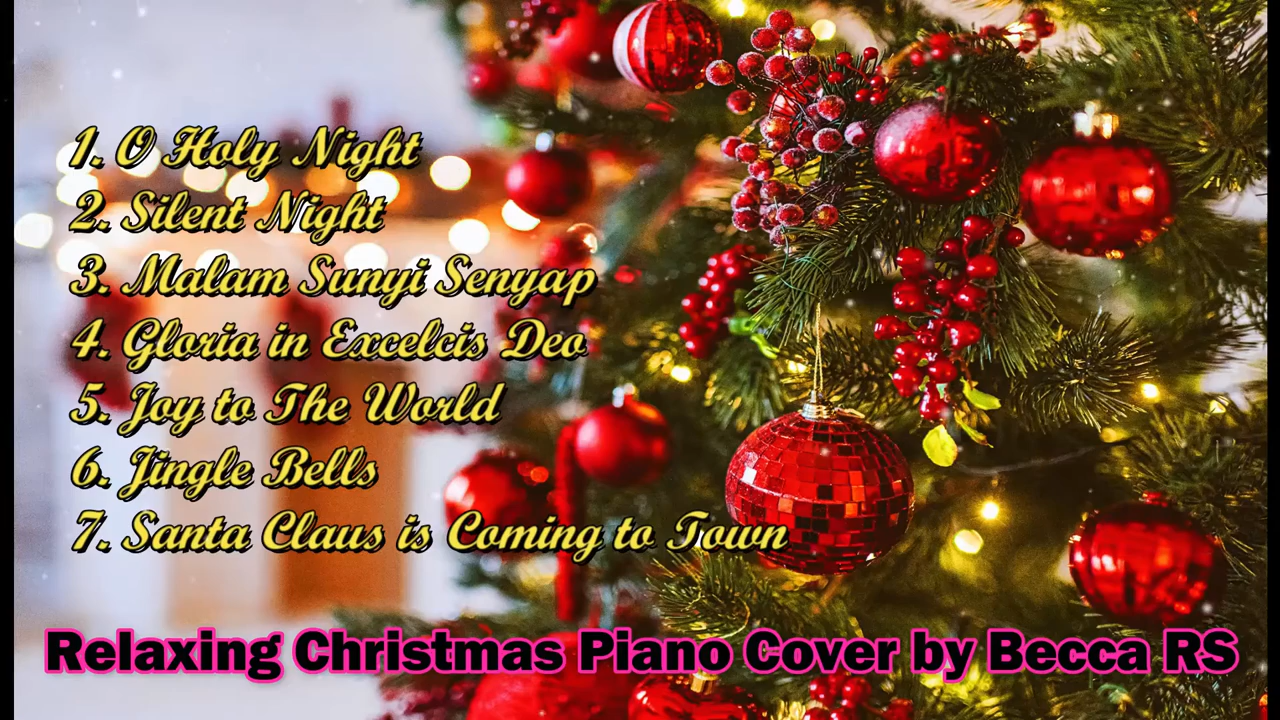 1. O Holy Night
2. Silent Night
3. Malam Sunyi Senyap
4. Gloria in Excelcis Deo
5. Joy to The World
6. Jingle Bells
7. Santa Claus is Coming to Town
Relaxing Christmas Piano Cover by Becca RS